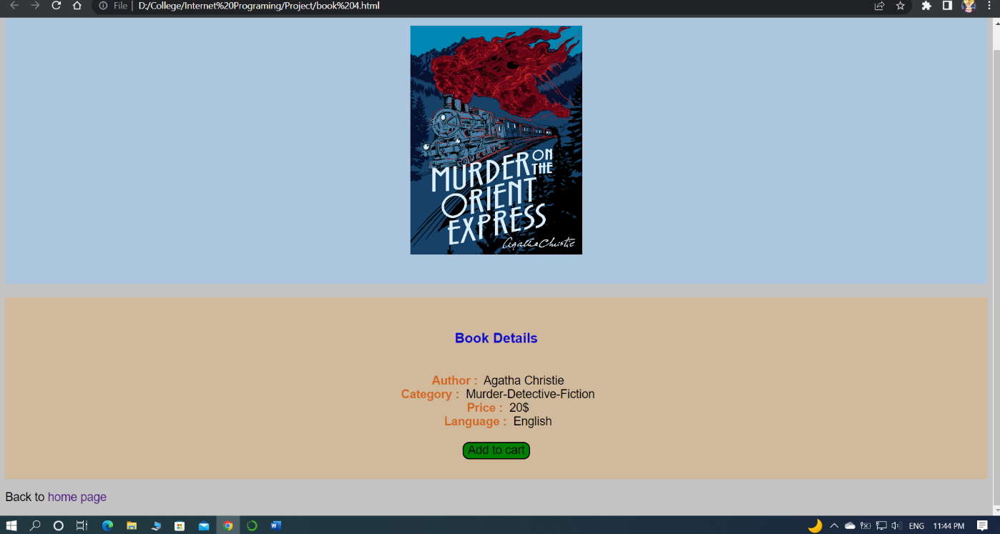 File | D:/College/Internet%20Programing/Project/book%204.html
MURDER ON
THE
ORIENT
EXPRESS
Agatha Christie
Book Details
Author : Agatha Christie
Category : Murder-Detective-Fiction
Price : 20$
Language : English
Add to cart
Back to home page
ENG 11:44 PM